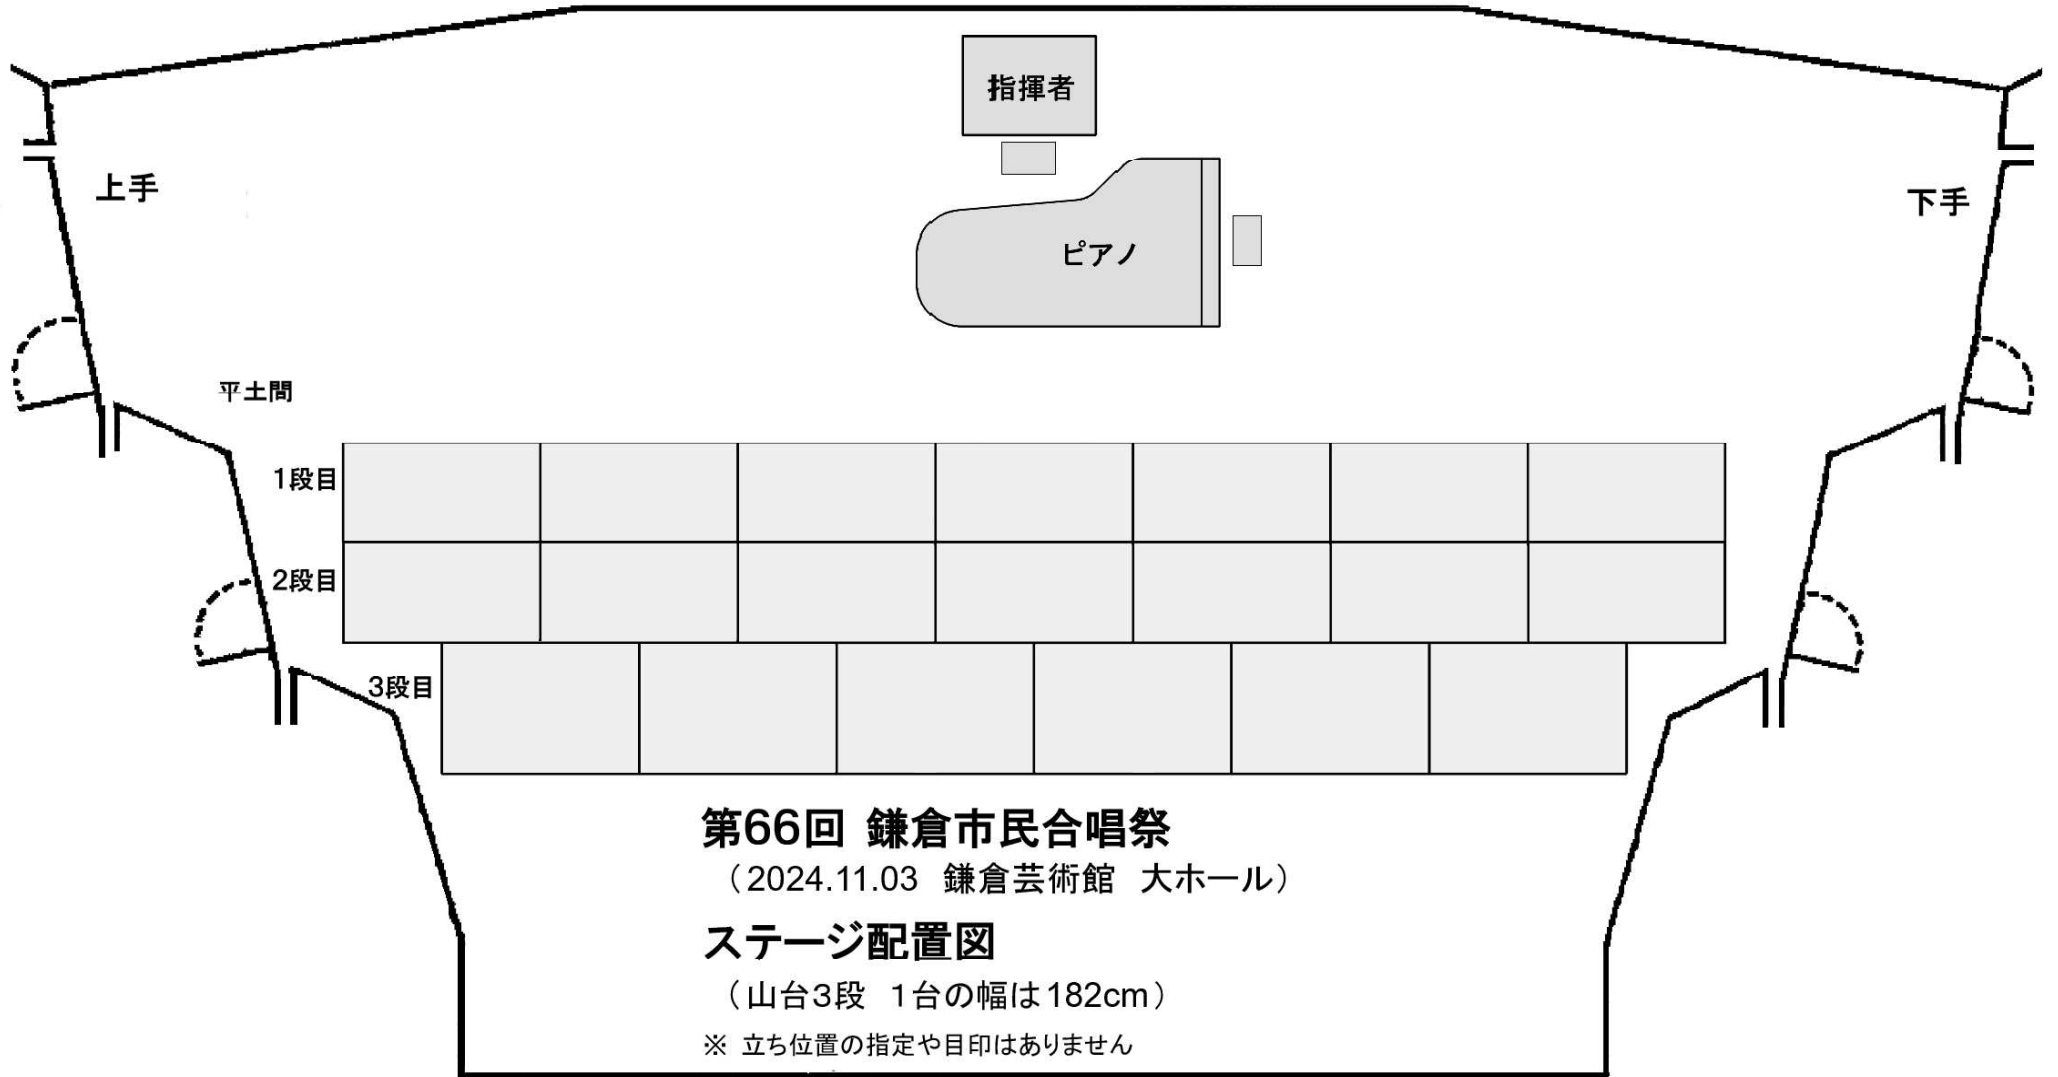 指揮者
上手
下手
ピアノ
平土間
1段目
2段目
3段目
第66回 鎌倉市民合唱祭
（2024.11.03 鎌倉芸術館 大ホール）
ステージ配置図
（山台3段 1台の幅は182cm）
※ 立ち位置の指定や目印はありません